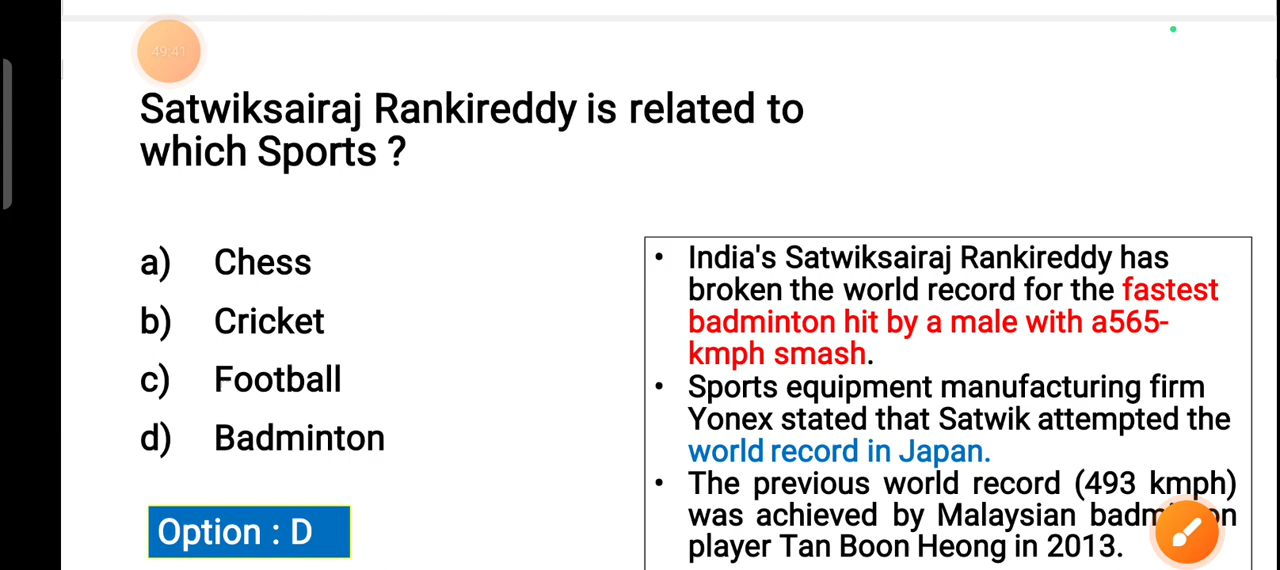 49:41
Satwiksairaj Rankireddy is related to
which Sports ?
a) Chess
b) Cricket
c) Football
d) Badminton
Option : D
• India's Satwiksairaj Rankireddy has
broken the world record for the fastest
badminton hit by a male with a565-
kmph smash.
• Sports equipment manufacturing firm
Yonex stated that Satwik attempted the
world record in Japan.
• The previous world record (493 kmph)
was achieved by Malaysian badminton
player Tan Boon Heong in 2013.